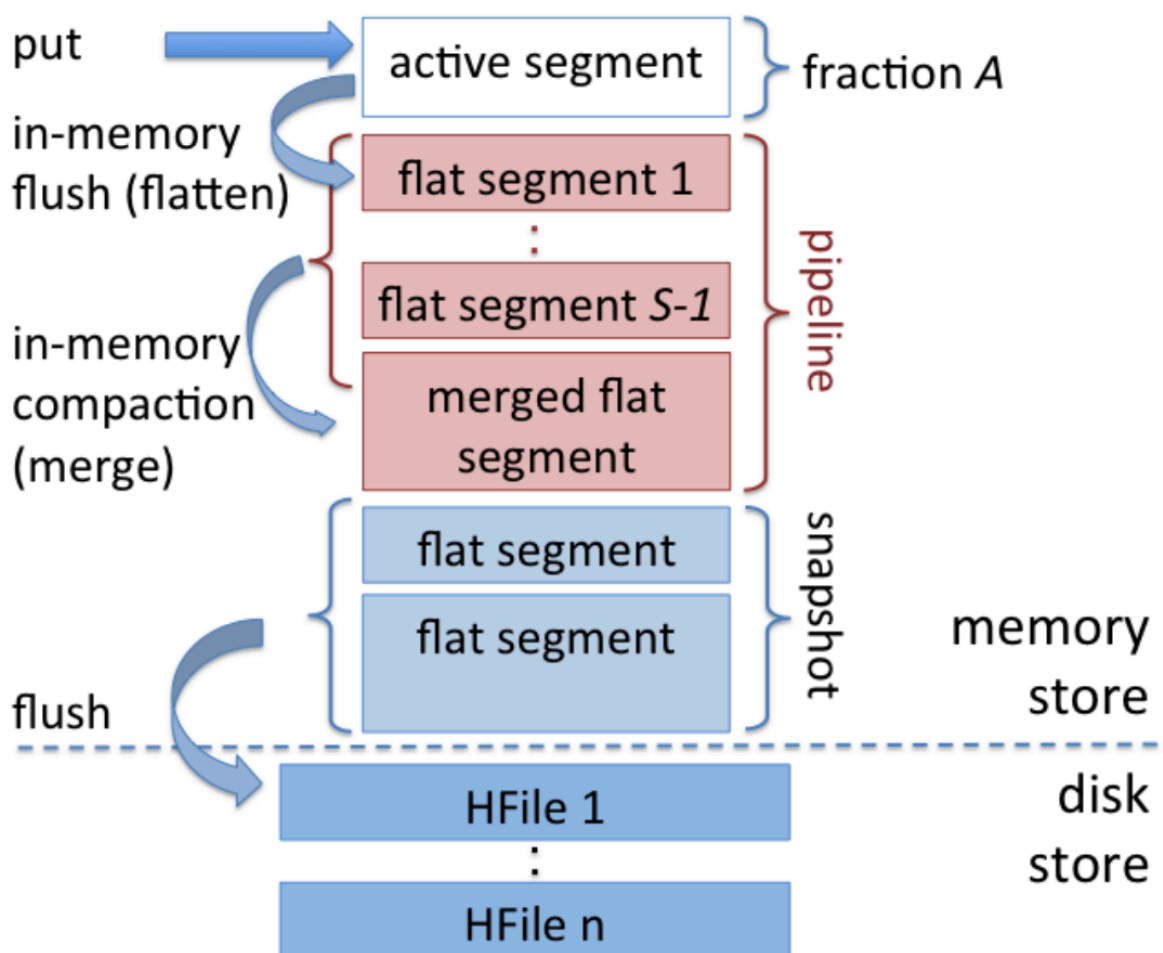 put
active segment
fraction A
in-memory
flush (flatten)
flat segment 1
:
pipeline
flat segment S-1
in-memory
compaction
(merge)
merged flat
segment
snapshot
flat segment
flat segment
memory
store
flush
disk
store
HFile 1
:
HFile n